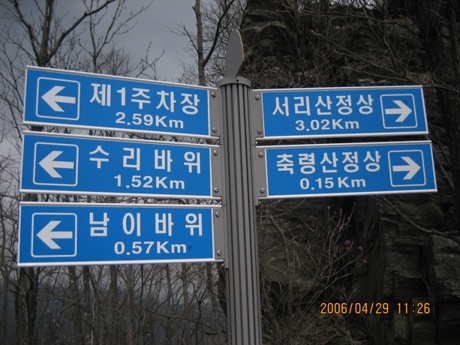 제1주차장
2.59Km
수리바위
1.52Km
남이바위
0.57Km
서리산정상
3.02Km
축령산정상
0.15Km
2006/04/29 11:26